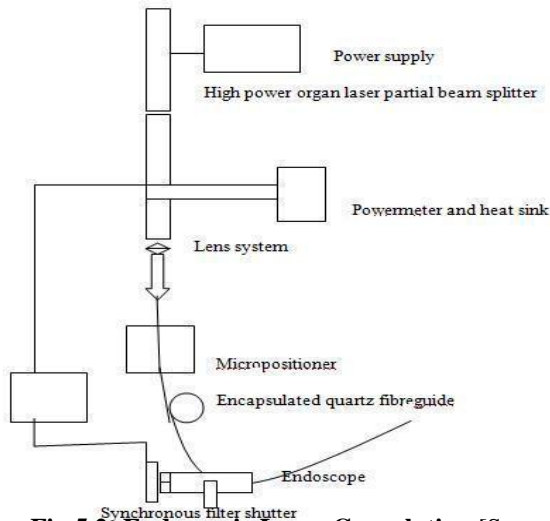 Power supply
High power organ laser partial beam splitter
Powermeter and heat sink
Lens system
Micropositioner
Encapsulated quartz fibreguide
Endoscope
Synchronous filter shutter